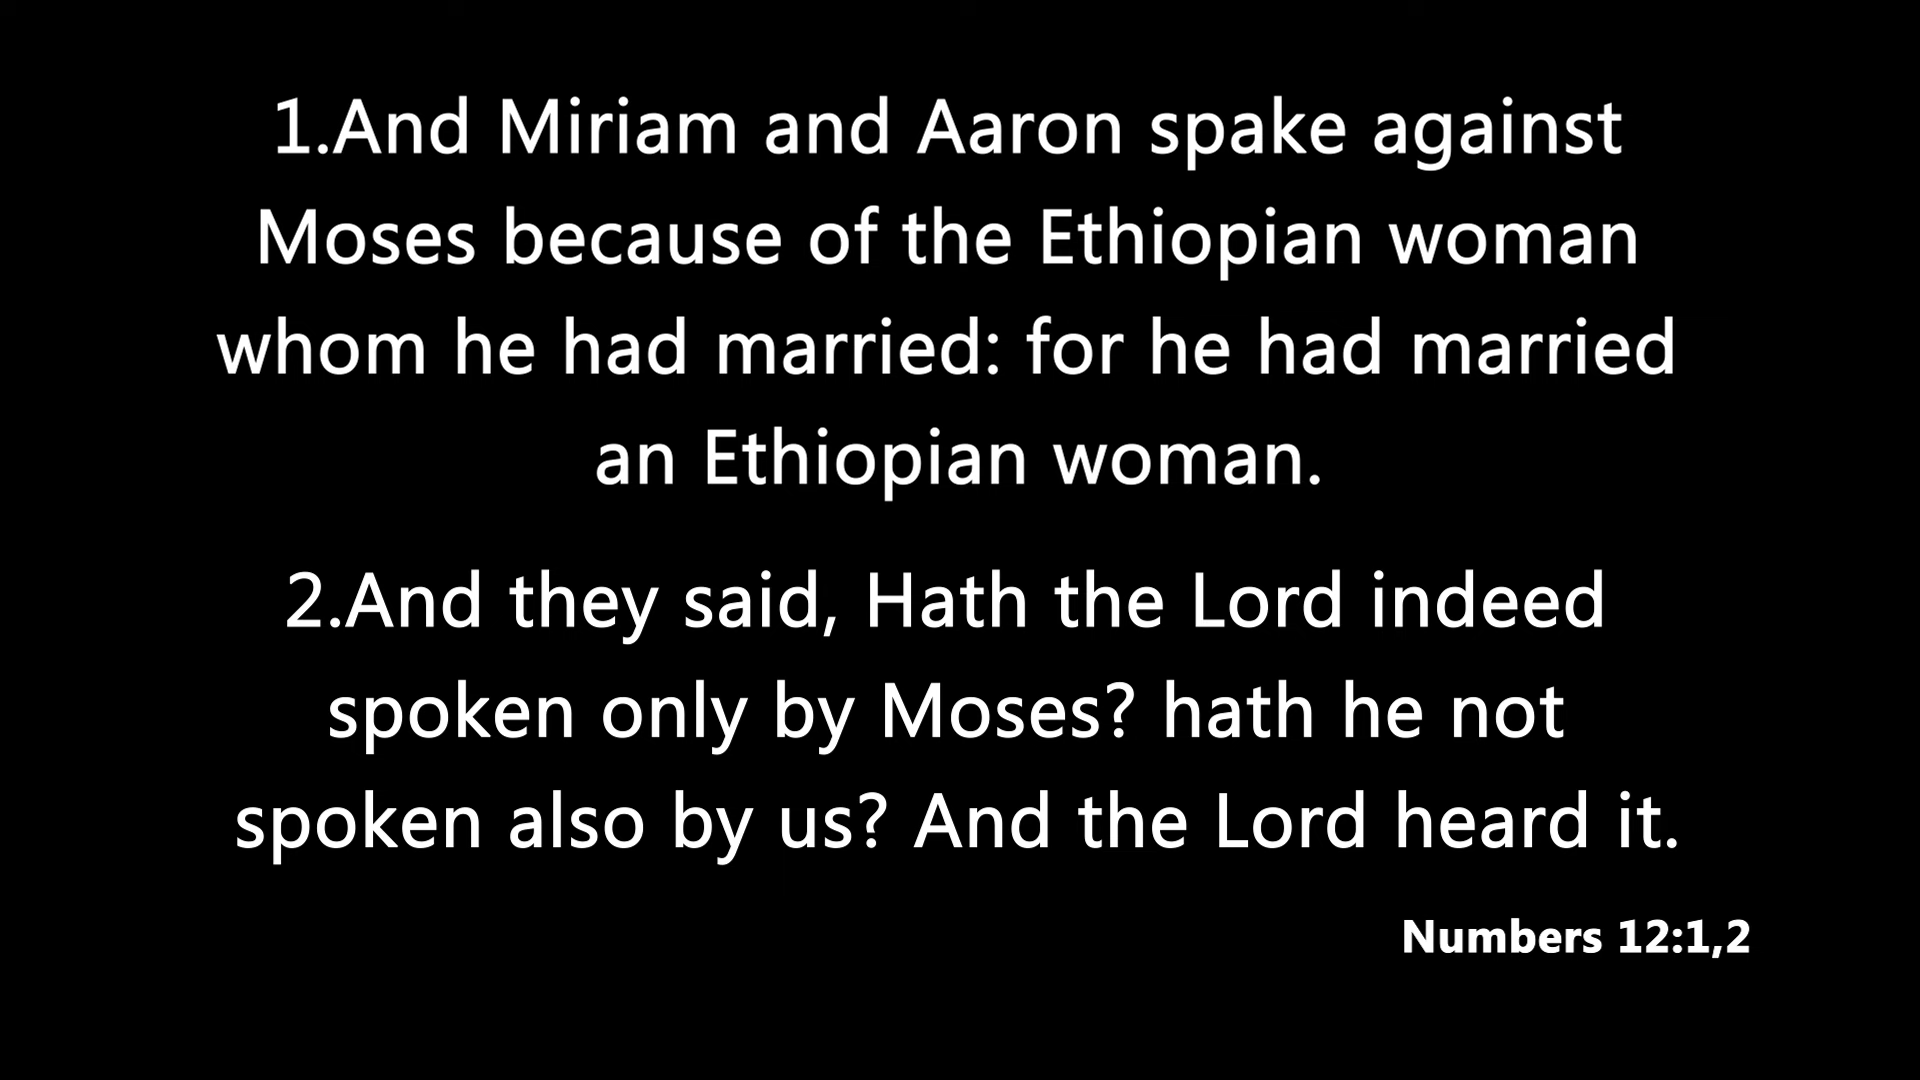 1.And Miriam and Aaron spake against
Moses because of the Ethiopian woman
whom he had married: for he had married
an Ethiopian woman.
2.And they said, Hath the Lord indeed
spoken only by Moses? hath he not
spoken also by us? And the Lord heard it.
Numbers 12:1,2